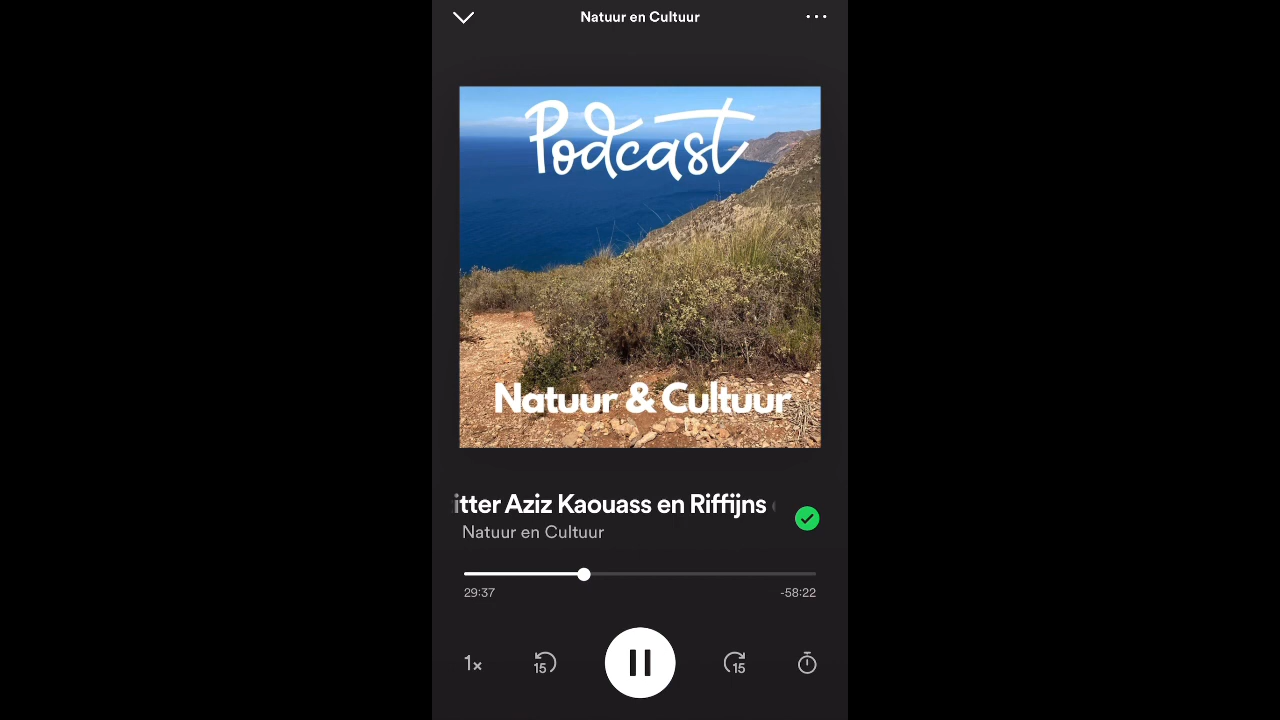 Natuur en Cultuur
Podcast
Natuur & Cultuur
itter Aziz Kaouass en Riffijns
Natuur en Cultuur
29:37
-58:22
1x
15
15